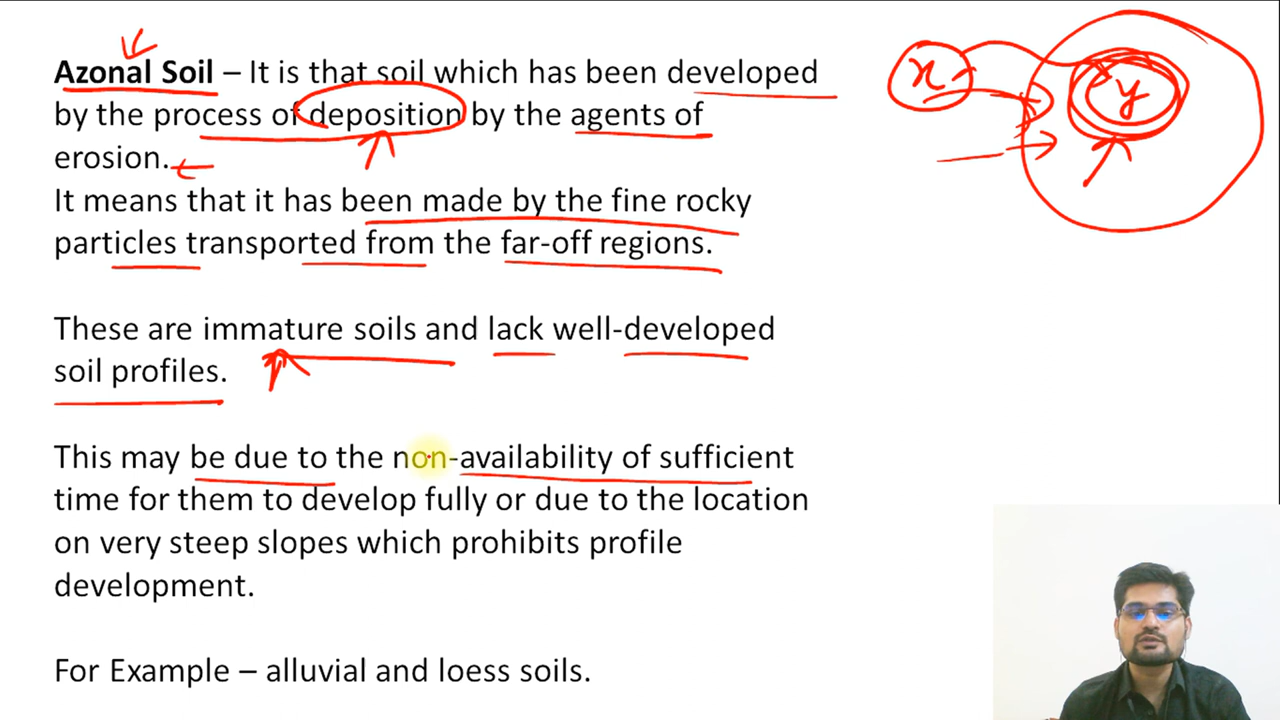 Azonal Soil – It is that soil which has been developed
by the process of deposition by the agents of
erosion.
It means that it has been made by the fine rocky
particles transported from the far-off regions.
These are immature soils and lack well-developed
soil profiles.
This may be due to the non-availability of sufficient
time for them to develop fully or due to the location
on very steep slopes which prohibits profile
development.
For Example – alluvial and loess soils.
x
y